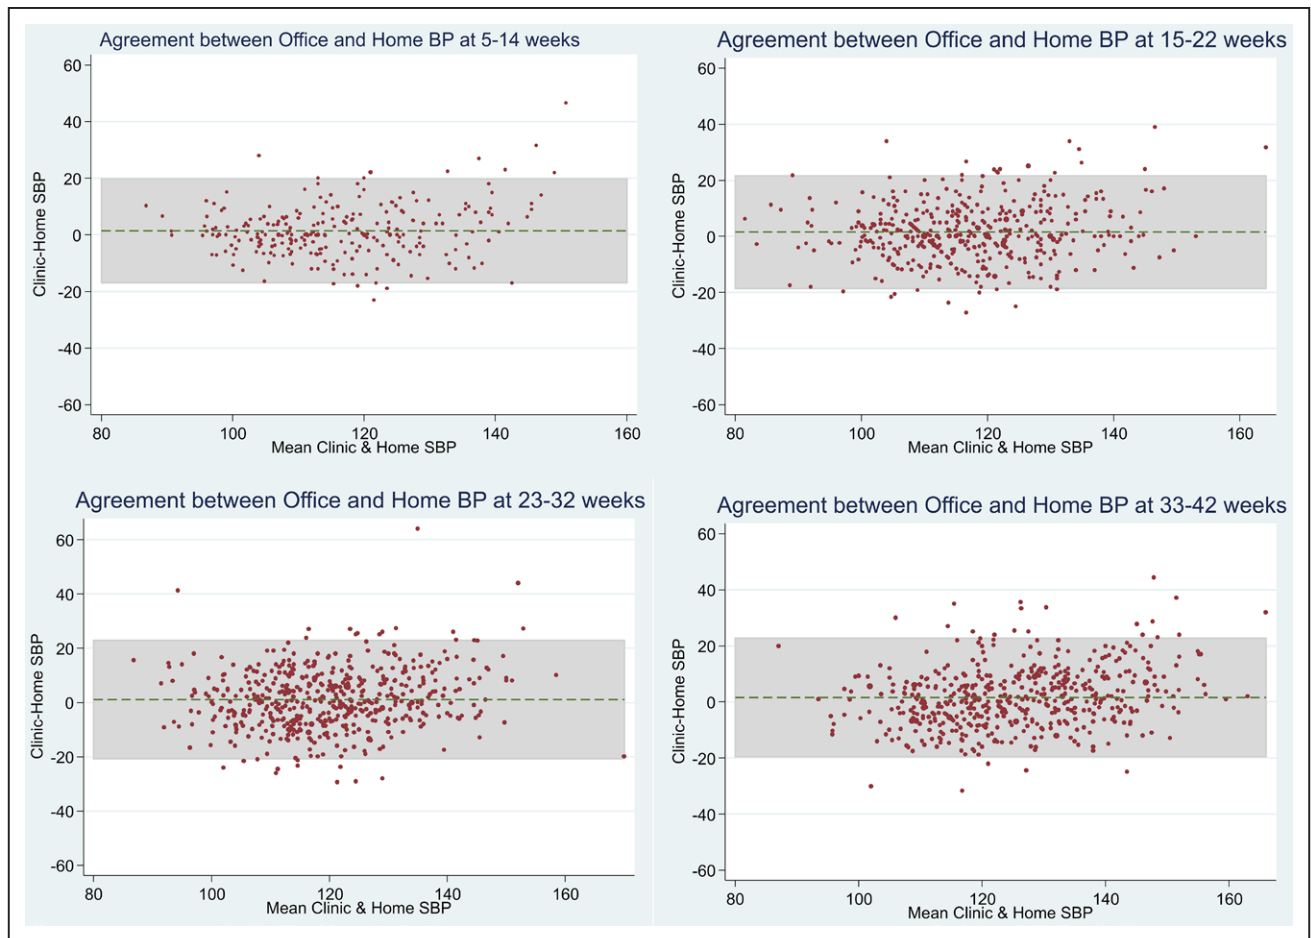 Agreement between Office and Home BP at 5-14 weeks
60
40
20
0
-20
-40
-60
Clinic-Home SBP
80 100 120 140 160
Mean Clinic & Home SBP
Agreement between Office and Home BP at 15-22 weeks
60
40
20
0
-20
-40
-60
Clinic-Home SBP
80 100 120 140 160
Mean Clinic & Home SBP
Agreement between Office and Home BP at 23-32 weeks
60
40
20
0
-20
-40
-60
Clinic-Home SBP
80 100 120 140 160
Mean Clinic & Home SBP
Agreement between Office and Home BP at 33-42 weeks
60
40
20
0
-20
-40
-60
Clinic-Home SBP
80 100 120 140 160
Mean Clinic & Home SBP